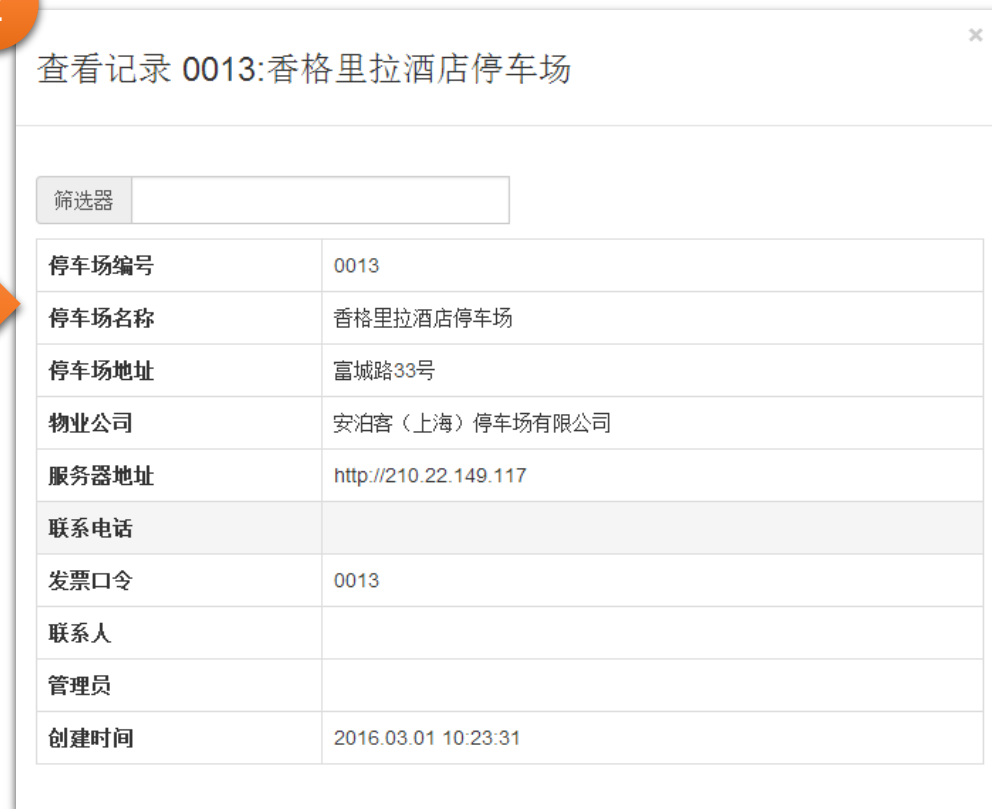 查看记录 0013:香格里拉酒店停车场
×
筛选器
停车场编号 0013
停车场名称 香格里拉酒店停车场
停车场地址 富城路33号
物业公司 安泊客（上海）停车场有限公司
服务器地址 http://210.22.149.117
联系电话
发票口令 0013
联系人
管理员
创建时间 2016.03.01 10:23:31